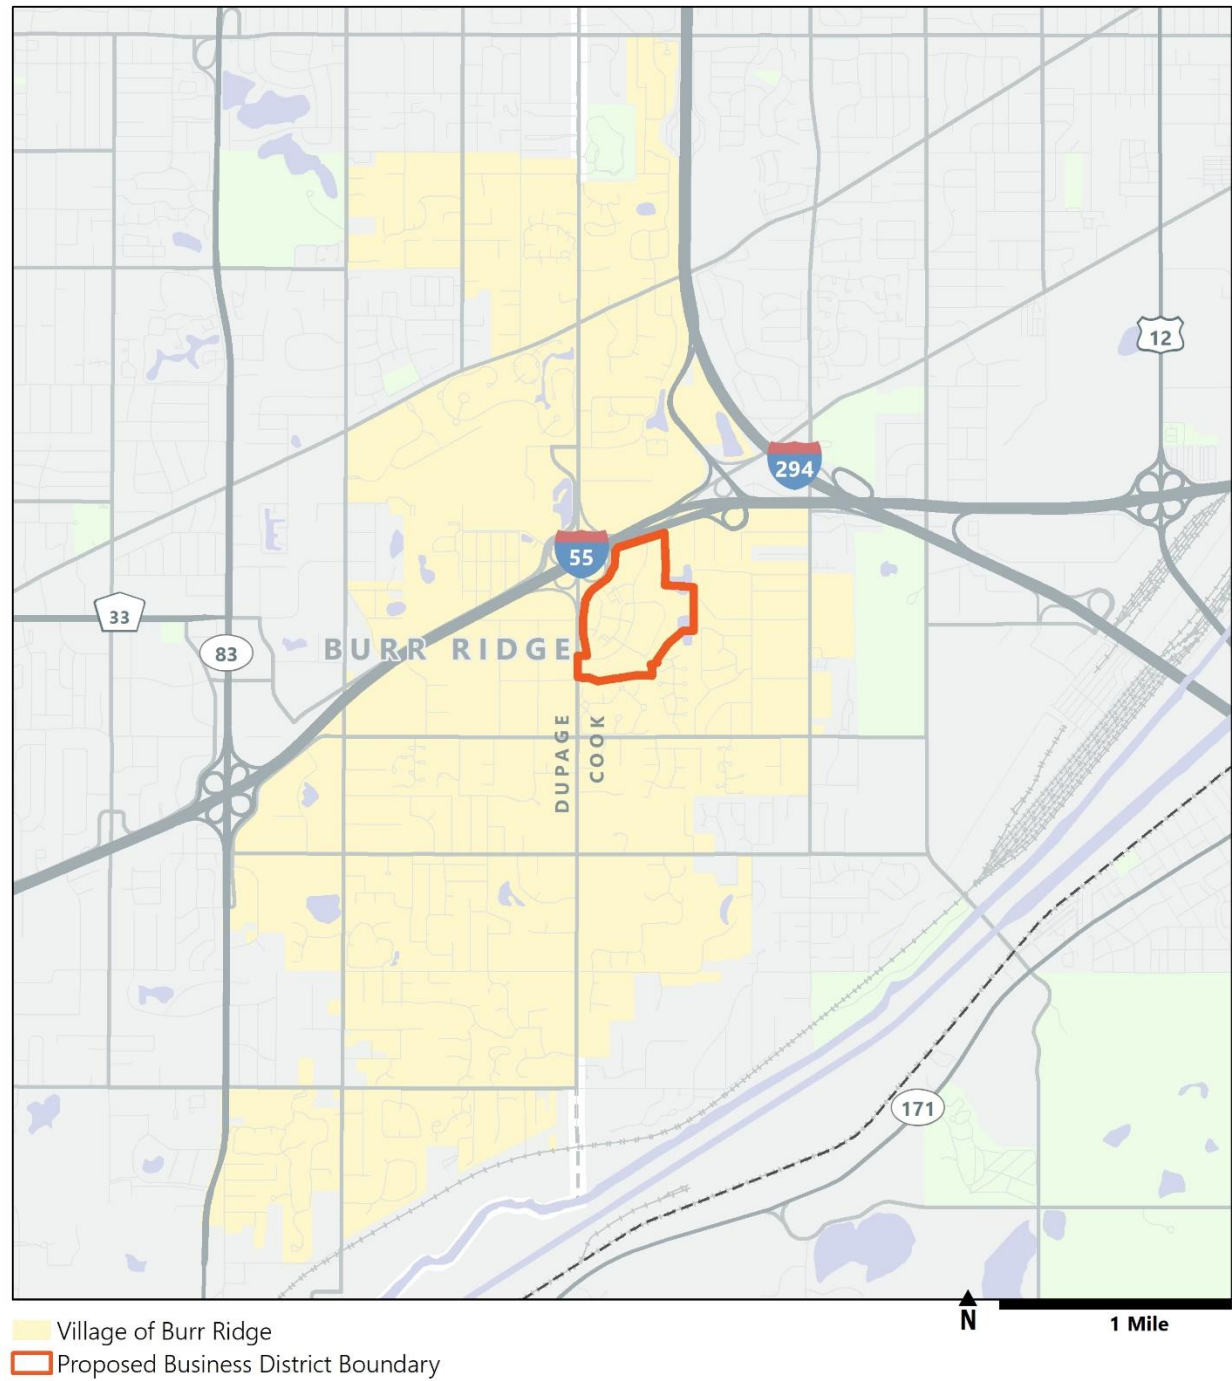 12
294
55
33
83
BURR RIDGE
DUPAGE
COOK
171
N
1 Mile
Village of Burr Ridge
Proposed Business District Boundary